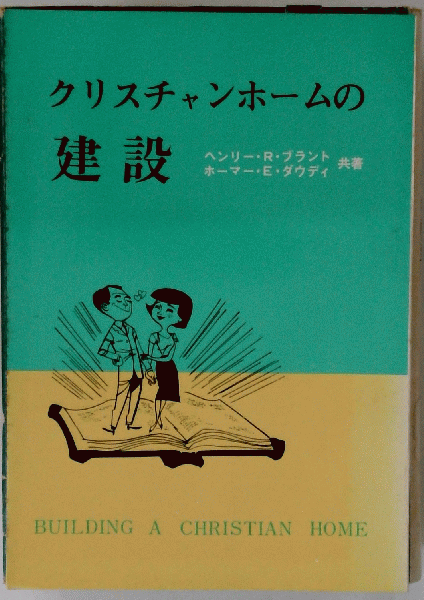 クリスチャンホームの
建設
ヘンリー・R・ブラント
ホーマー・E・ダウディ
共著
BUILDING A CHRISTIAN HOME